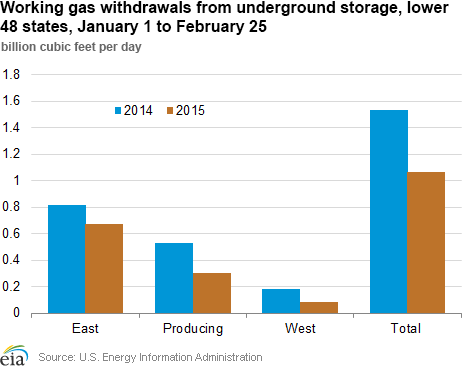 Working gas withdrawals from underground storage, lower
48 states, January 1 to February 25
billion cubic feet per day
1.8
1.6
1.4
1.2
1
0.8
0.6
0.4
0.2
0
2014 2015
East Producing West Total
eia Source: U.S. Energy Information Administration